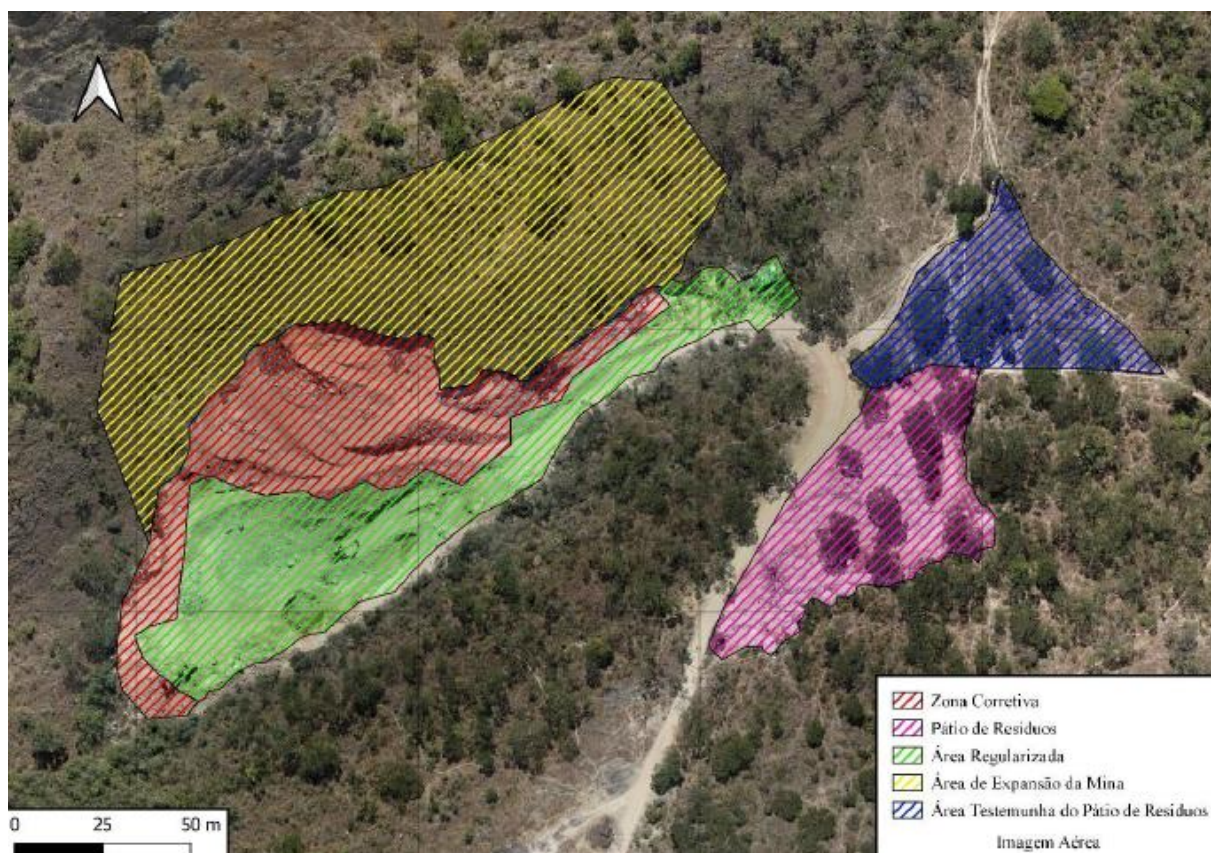 Zona Corretiva
Pátio de Resíduos
Área Regularizada
Área de Expansão da Mina
Área Testemunha do Pátio de Resíduos
Imagem Aérea
0 25 50 m